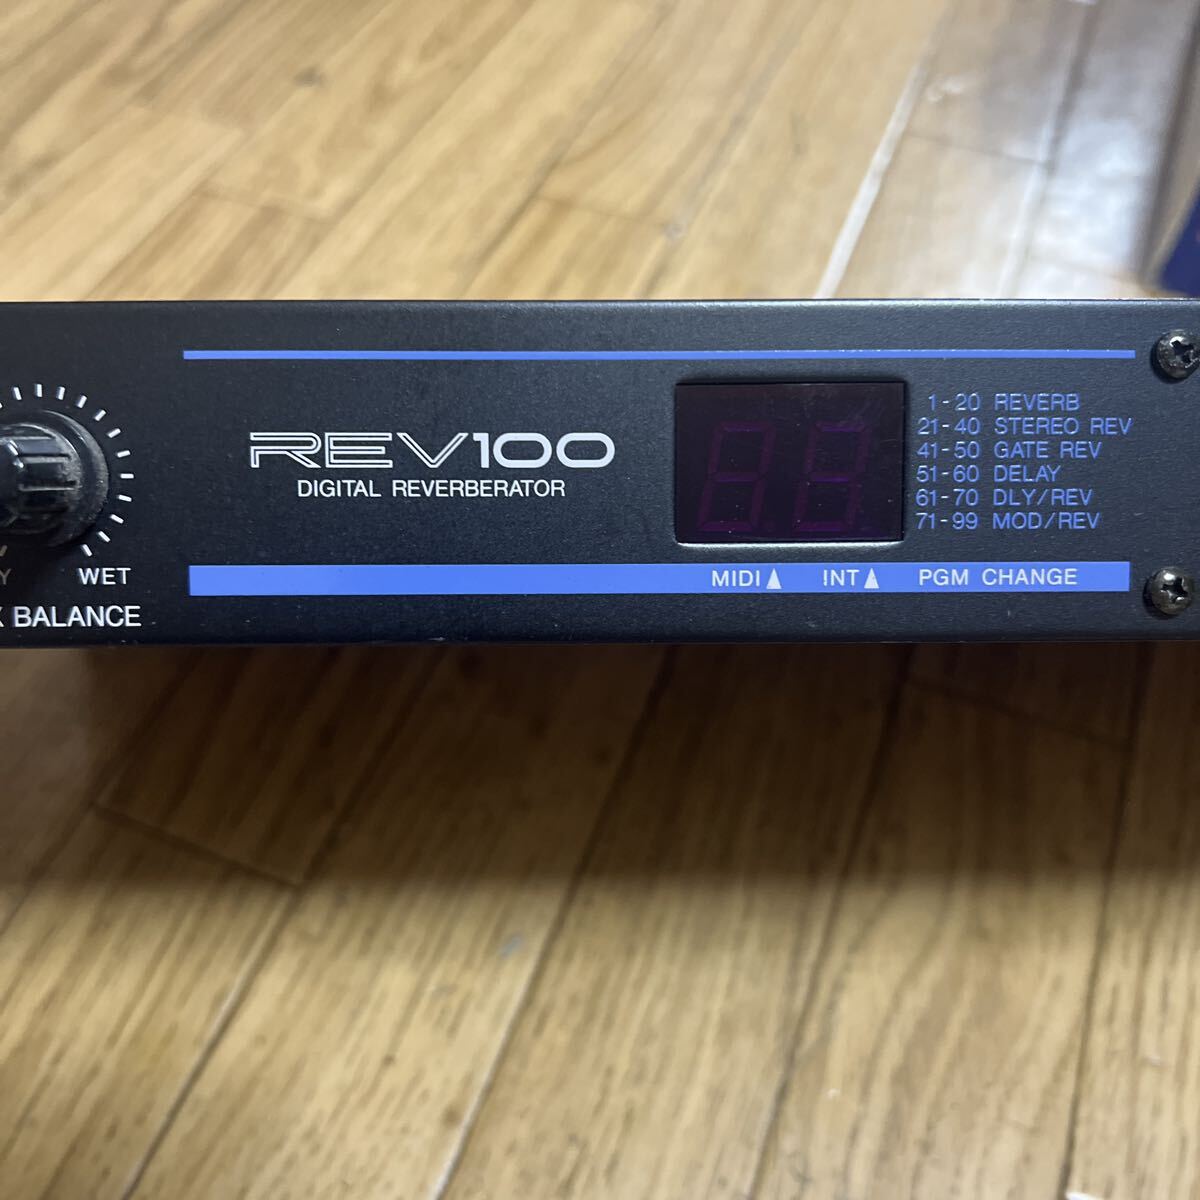 REV100
DIGITAL REVERBERATOR
1-20 REVERB
21-40 STEREO REV
41-50 GATE REV
51-60 DELAY
61-70 DLY/REV
71-99 MOD/REV
Y WET
X BALANCE
MIDI▲ INT▲ PGM CHANGE